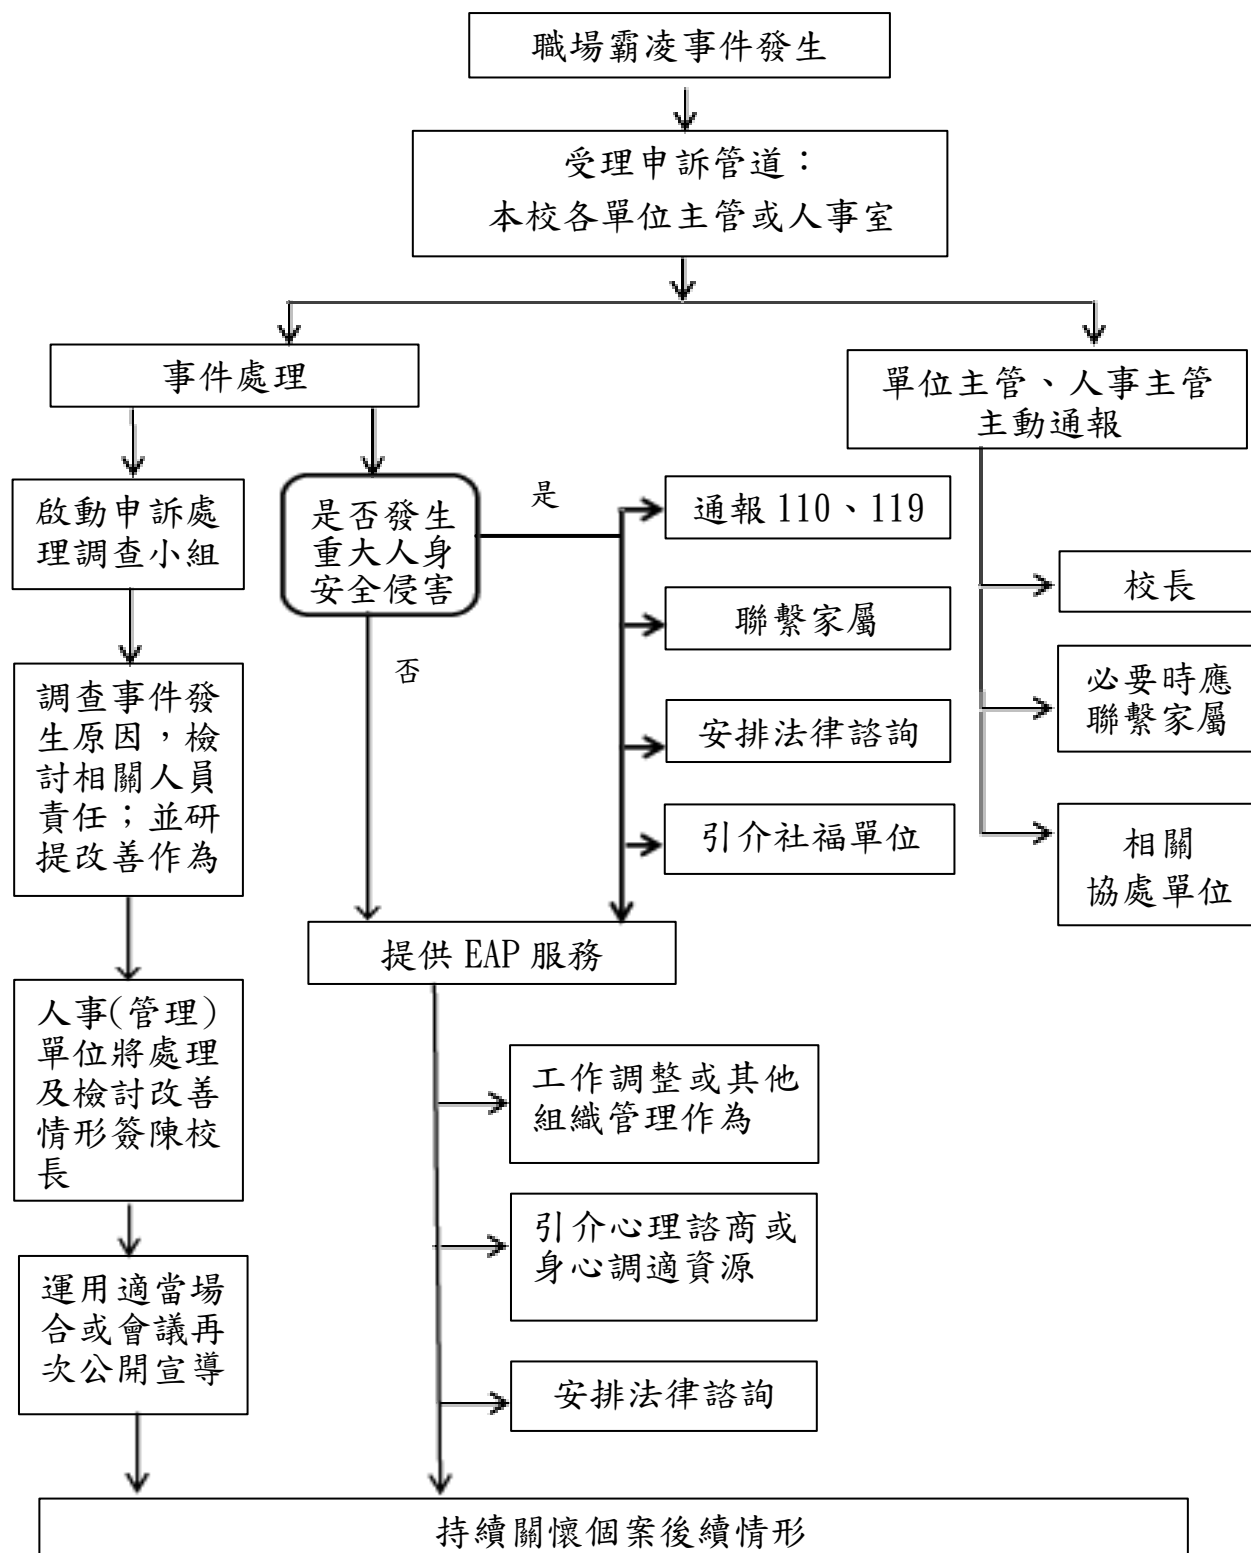 職場霸凌事件發生
受理申訴管道：
本校各單位主管或人事室
事件處理
單位主管、人事主管
主動通報
啟動申訴處
理調查小組
是否發生
重大人身
安全侵害
是
否
通報 110、119
聯繫家屬
安排法律諮詢
引介社福單位
校長
必要時應
聯繫家屬
相關
協處單位
調查事件發
生原因，檢
討相關人員
責任；並研
提改善作為
提供 EAP 服務
人事(管理)
單位將處理
及檢討改善
情形簽陳校
長
工作調整或其他
組織管理作為
引介心理諮商或
身心調適資源
安排法律諮詢
運用適當場
合或會議再
次公開宣導
持續關懷個案後續情形